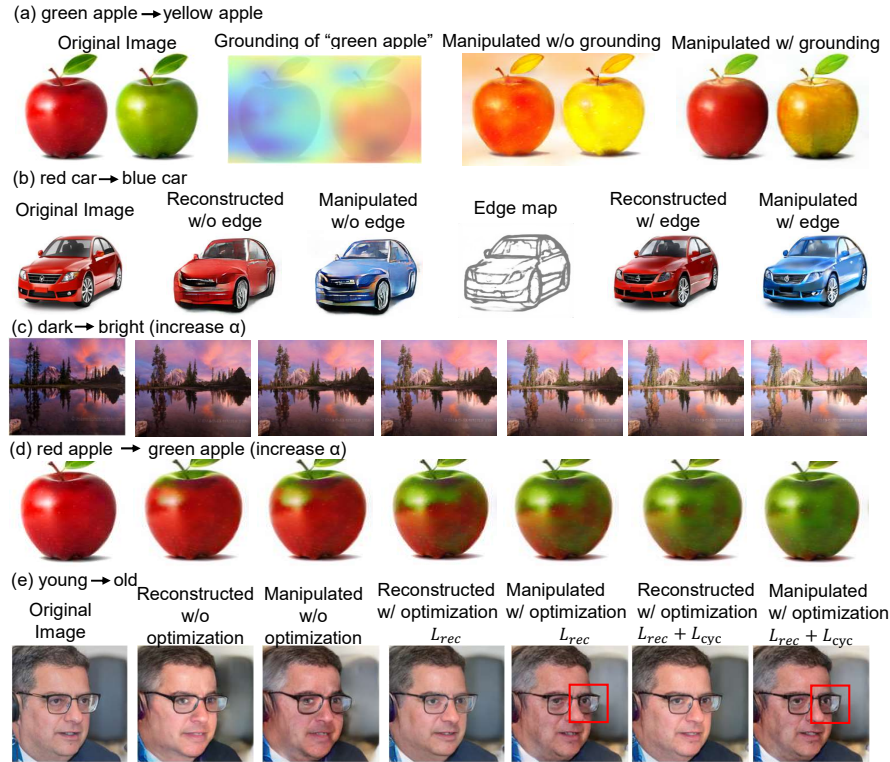 (a) green apple → yellow apple
Original Image
Grounding of “green apple”
Manipulated w/o grounding
Manipulated w/ grounding
(b) red car → blue car
Original Image
Reconstructed
w/o edge
Manipulated
w/o edge
Edge map
Reconstructed
w/ edge
Manipulated
w/ edge
(c) dark → bright (increase α)
(d) red apple → green apple (increase α)
(e) young → old
Original
Image
Reconstructed
w/o
optimization
Manipulated
w/o
optimization
Reconstructed
w/ optimization
L_rec
Manipulated
w/ optimization
L_rec
Reconstructed
w/ optimization
L_rec + L_cyc
Manipulated
w/ optimization
L_rec + L_cyc